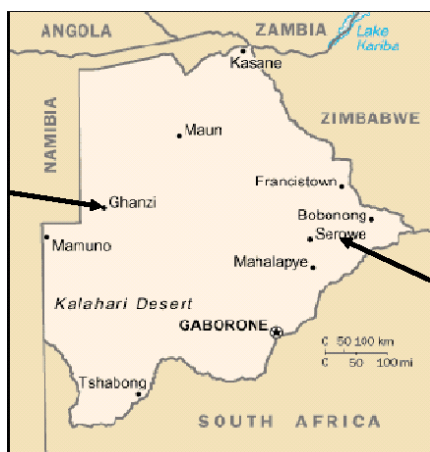 ANGOLA
ZAMBIA
Lake
Kariba
Kasane
NAMIBIA
ZIMBABWE
Maun
Francistown
Ghanzi
Bobonong
Serowe
Mamuno
Mahalapye
Kalahari Desert
GABORONE
0 50 100 km
0 50 100 mi
Tshabong
SOUTH AFRICA